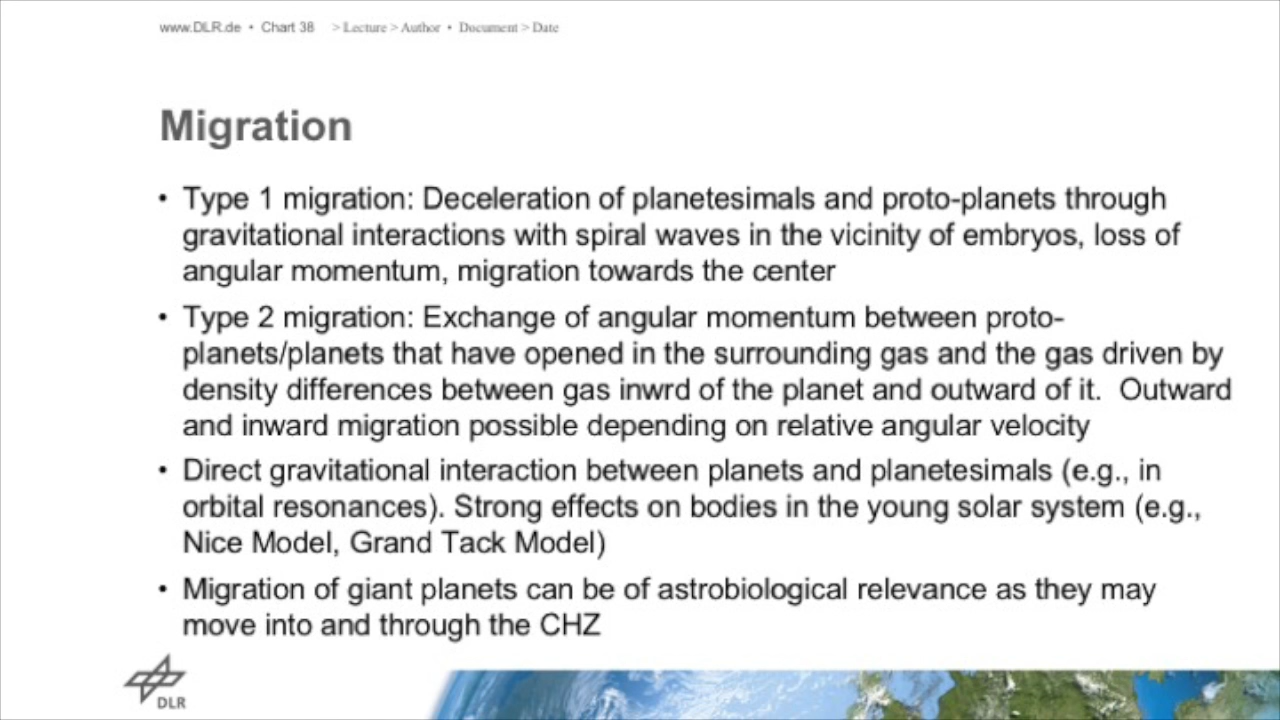 www.DLR.de • Chart 38 > Lecture > Author • Document > Date
Migration
• Type 1 migration: Deceleration of planetesimals and proto-planets through
gravitational interactions with spiral waves in the vicinity of embryos, loss of
angular momentum, migration towards the center
• Type 2 migration: Exchange of angular momentum between proto-
planets/planets that have opened in the surrounding gas and the gas driven by
density differences between gas inwrd of the planet and outward of it.  Outward
and inward migration possible depending on relative angular velocity
• Direct gravitational interaction between planets and planetesimals (e.g., in
orbital resonances). Strong effects on bodies in the young solar system (e.g.,
Nice Model, Grand Tack Model)
• Migration of giant planets can be of astrobiological relevance as they may
move into and through the CHZ
DLR